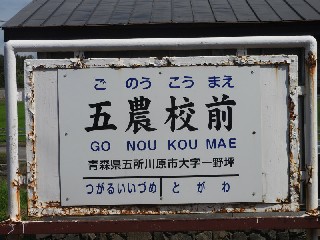 ごのうこうまえ
五農校前
GO NOU KOU MAE
青森県五所川原市大字一野坪
つがるいいづめ とがわ